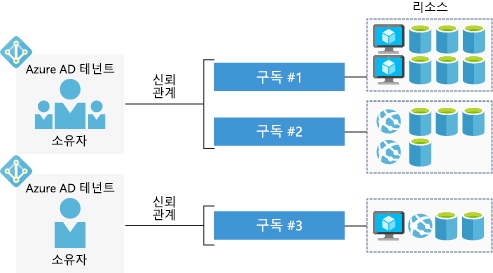 리소스
Azure AD 테넌트
소유자
신뢰
관계
구독 #1
구독 #2
Azure AD 테넌트
소유자
신뢰
관계
구독 #3